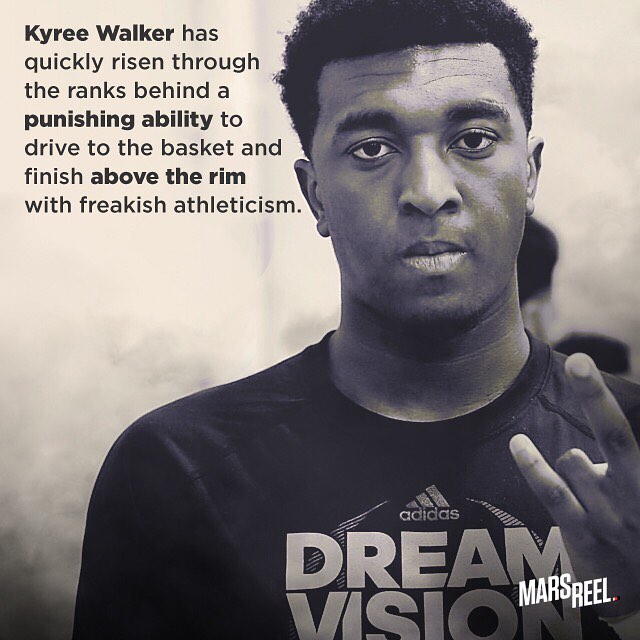 Kyree Walker has
quickly risen through
the ranks behind a
punishing ability to
drive to the basket and
finish above the rim
with freakish athleticism.
adidas
DREAM
VISION
MARS REEL.